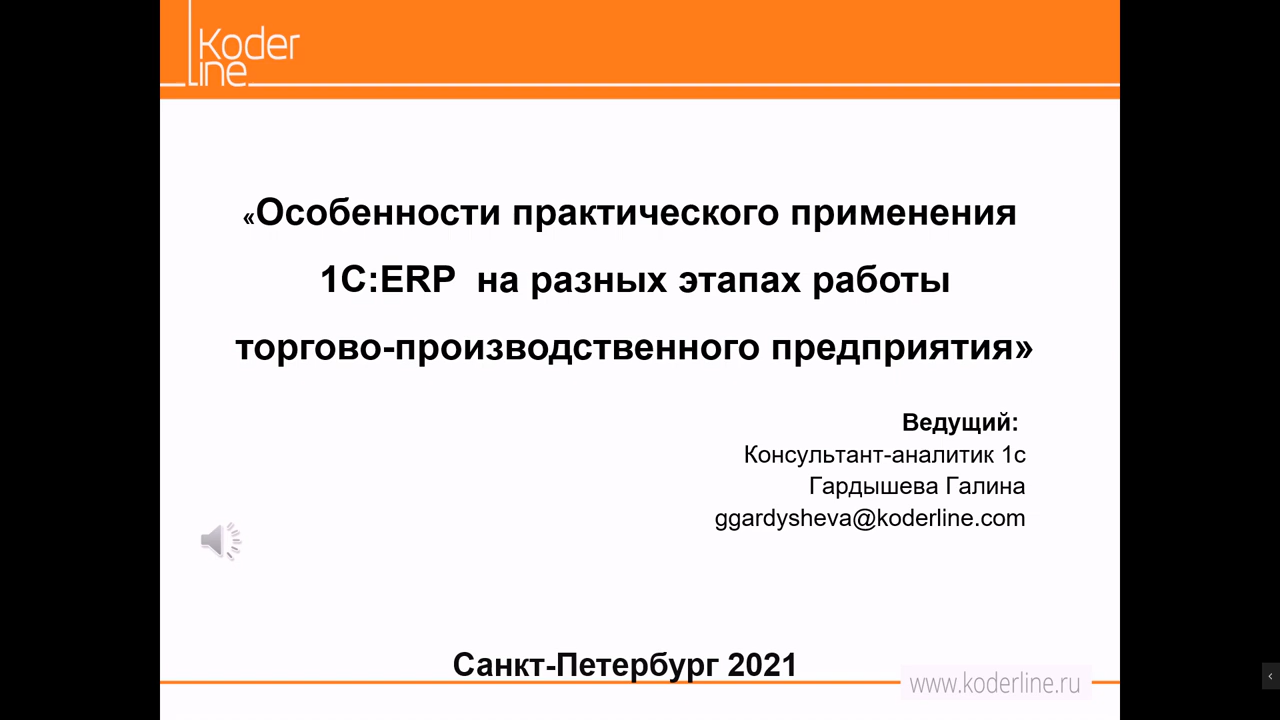 Koder
line
«Особенности практического применения
1С:ERP на разных этапах работы
торгово-производственного предприятия»
Ведущий:
Консультант-аналитик 1с
Гардышева Галина
ggardysheva@koderline.com
Санкт-Петербург 2021
www.koderline.ru